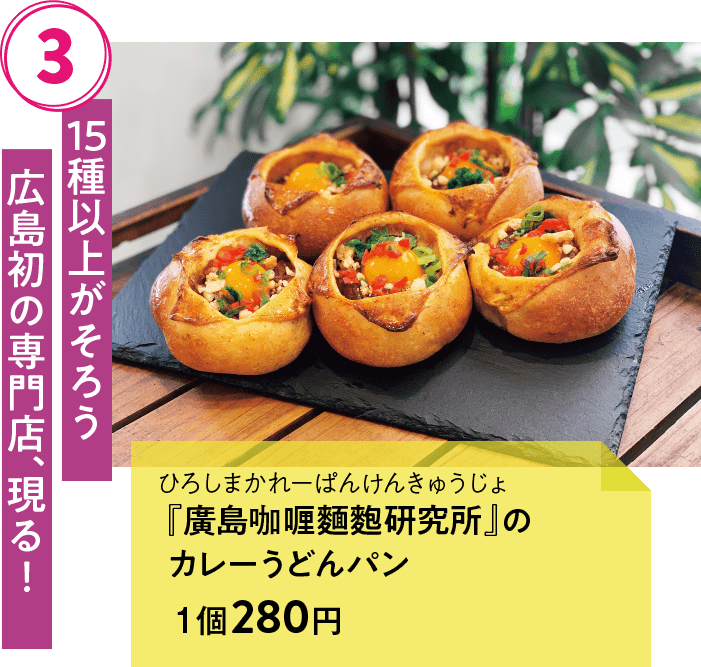 3
15種以上がそろう
広島初の専門店、現る！
ひろしまかれーぱんけんきゅうじょ
『廣島咖喱麵麭研究所』の
カレーうどんパン
1個280円